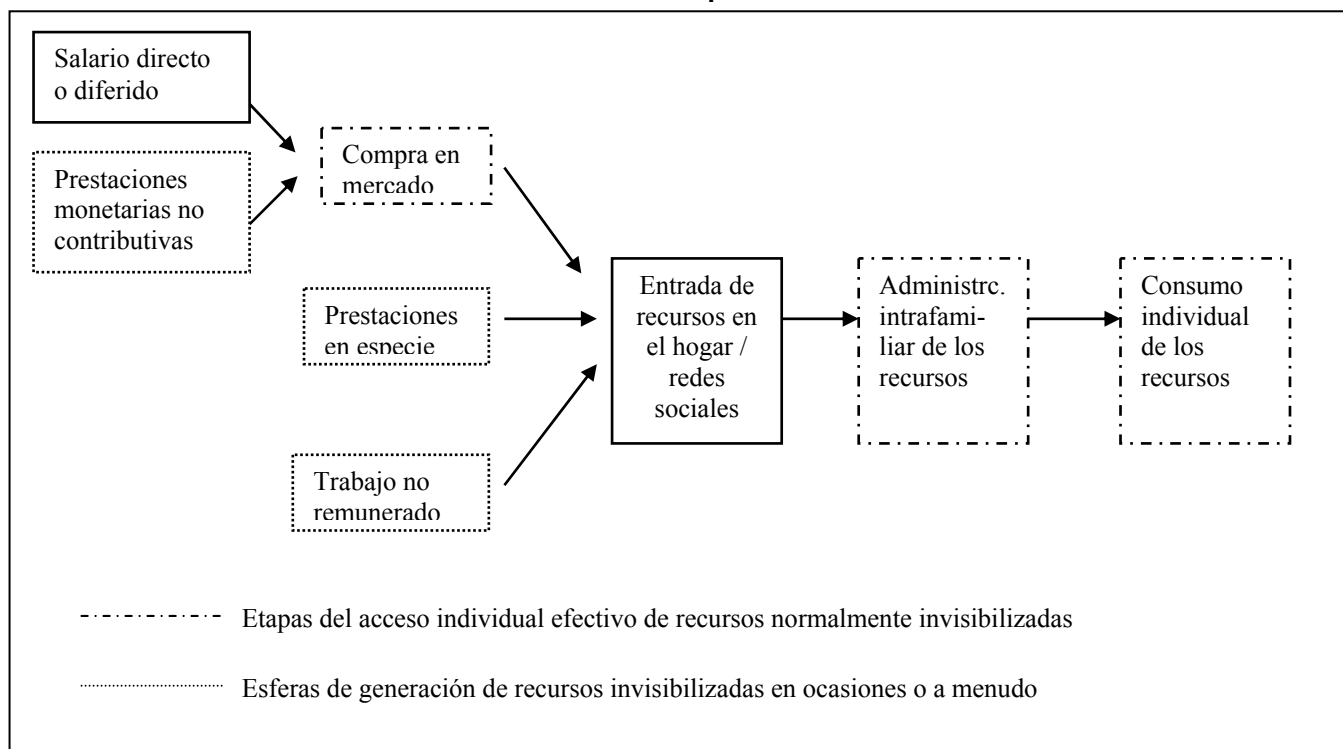 Salario directo
o diferido
Prestaciones
monetarias no
contributivas
Compra en
mercado
Prestaciones
en especie
Trabajo no
remunerado
Entrada de
recursos en
el hogar /
redes
sociales
Administrc.
intrafami-
liar de los
recursos
Consumo
individual
de los
recursos
Etapas del acceso individual efectivo de recursos normalmente invisibilizadas
Esferas de generación de recursos invisibilizadas en ocasiones o a menudo